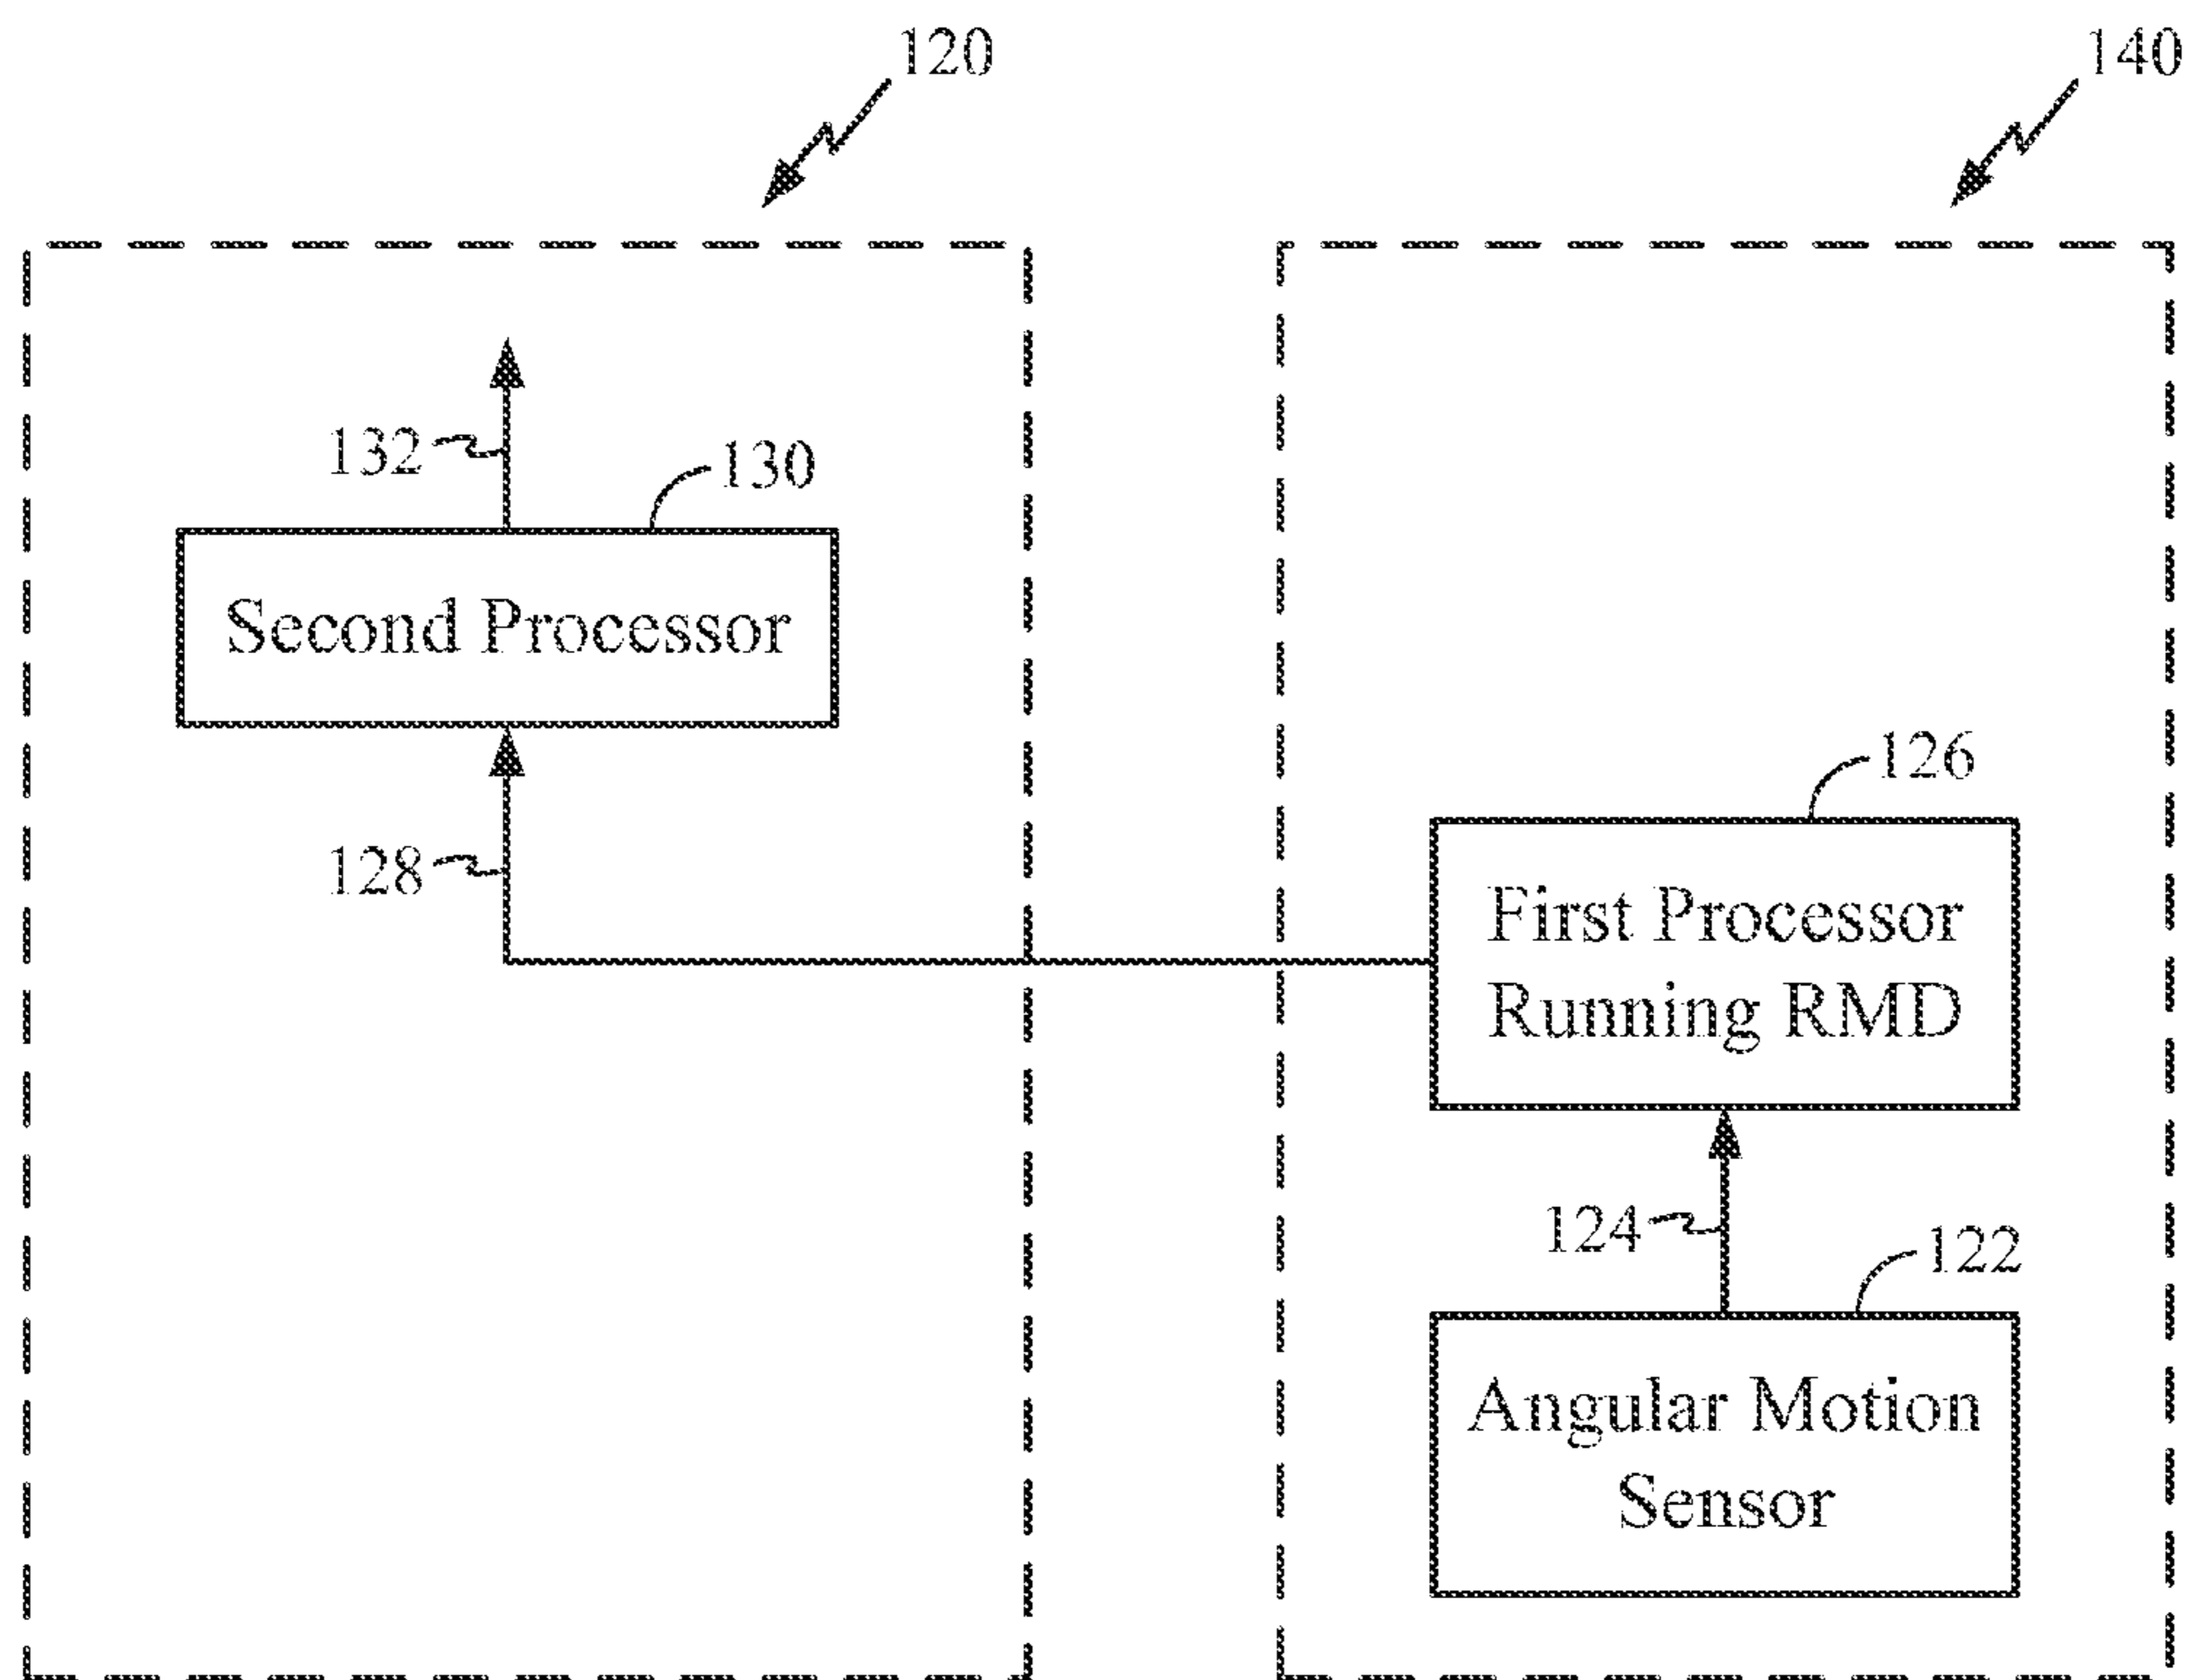 120
140
132
130
Second Processor
126
128
First Processor
Running RMD
124
122
Angular Motion
Sensor